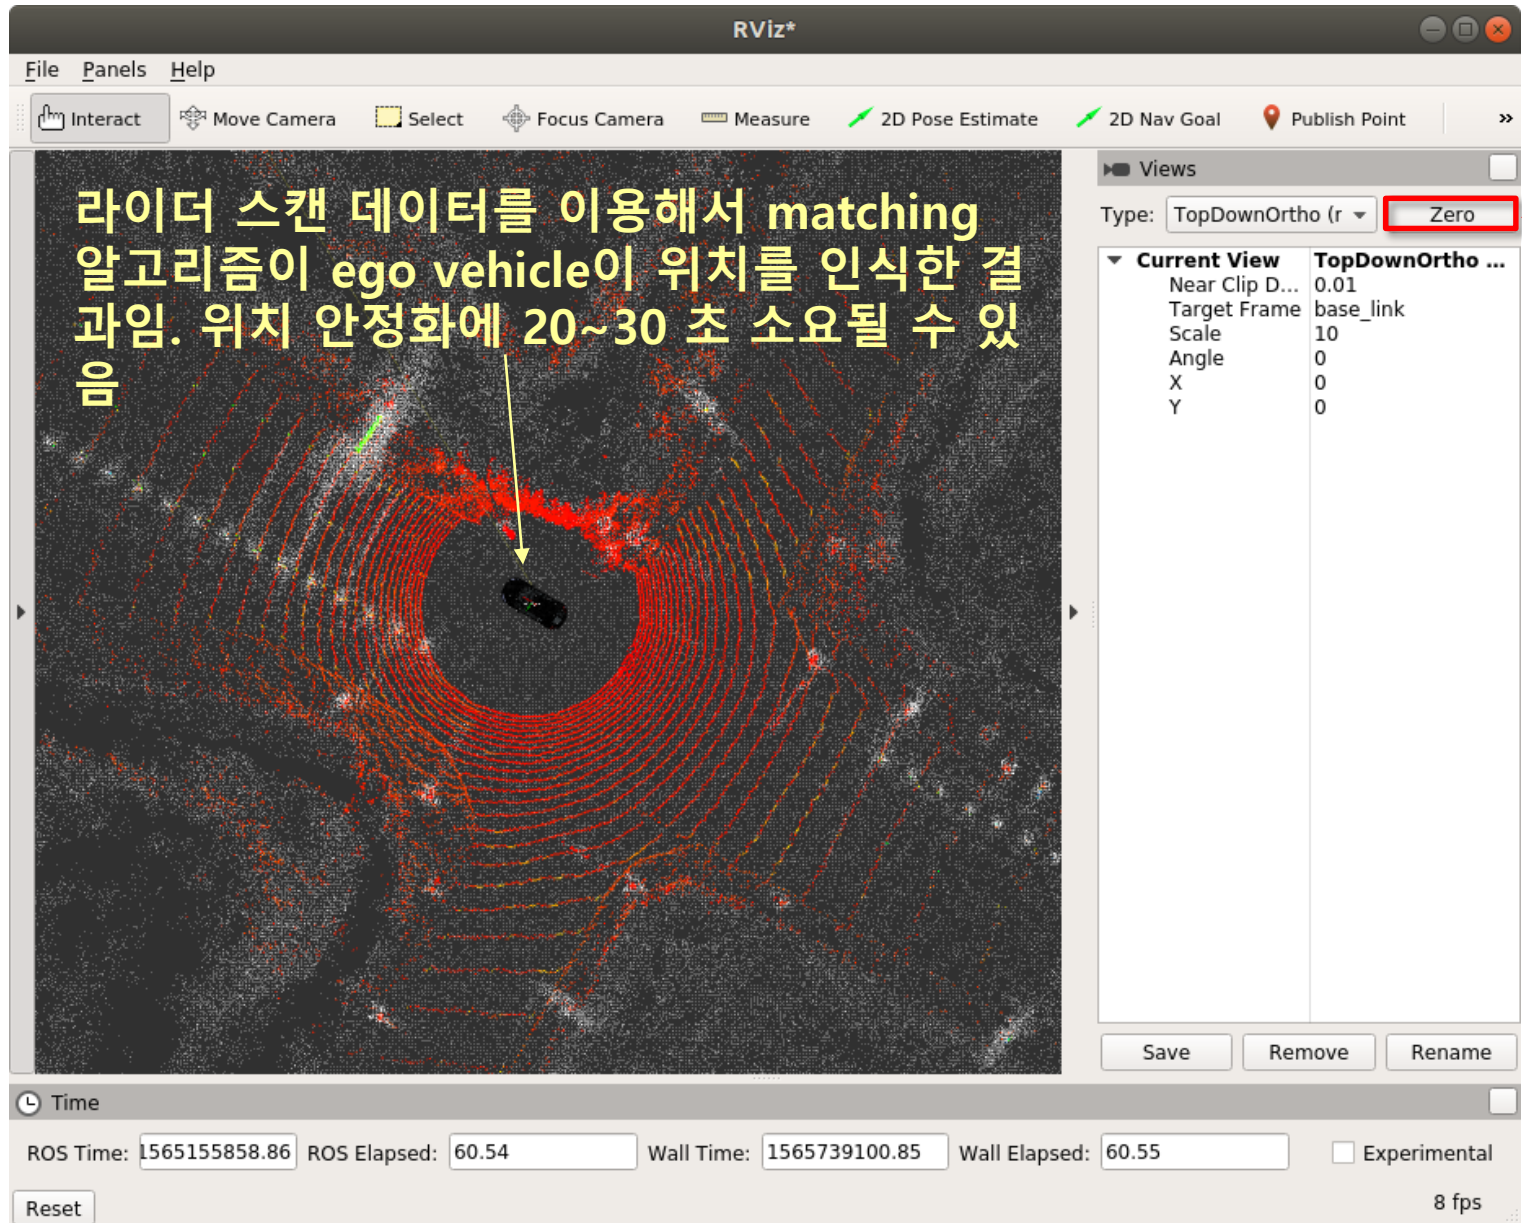 RViz*
File Panels Help
Interact Move Camera Select Focus Camera Measure 2D Pose Estimate 2D Nav Goal Publish Point »
라이더 스캔 데이터를 이용해서 matching
알고리즘이 ego vehicle이 위치를 인식한 결
과임. 위치 안정화에 20~30 초 소요될 수 있
음
Views
Type: TopDownOrtho (r Zero
Current View TopDownOrtho ...
Near Clip D... 0.01
Target Frame base_link
Scale 10
Angle 0
X 0
Y 0
Save Remove Rename
Time
ROS Time: 1565155858.86 ROS Elapsed: 60.54 Wall Time: 1565739100.85 Wall Elapsed: 60.55 Experimental
Reset 8 fps